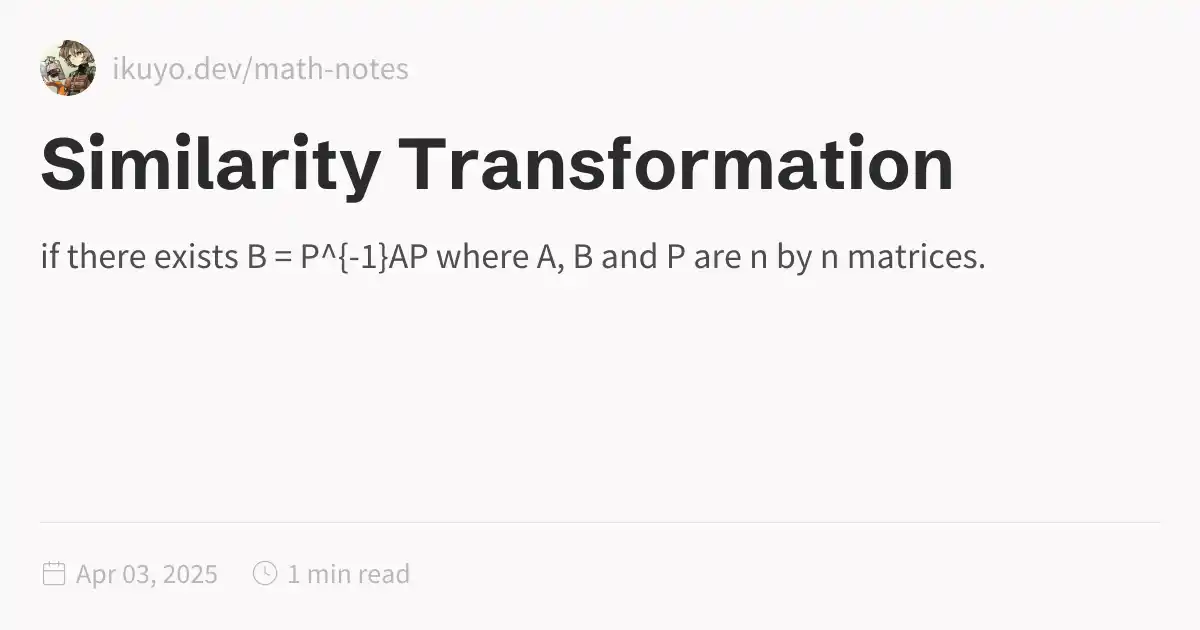 ikuyo.dev/math-notes
Similarity Transformation
if there exists B = P^{-1}AP where A, B and P are n by n matrices.
Apr 03, 2025 1 min read